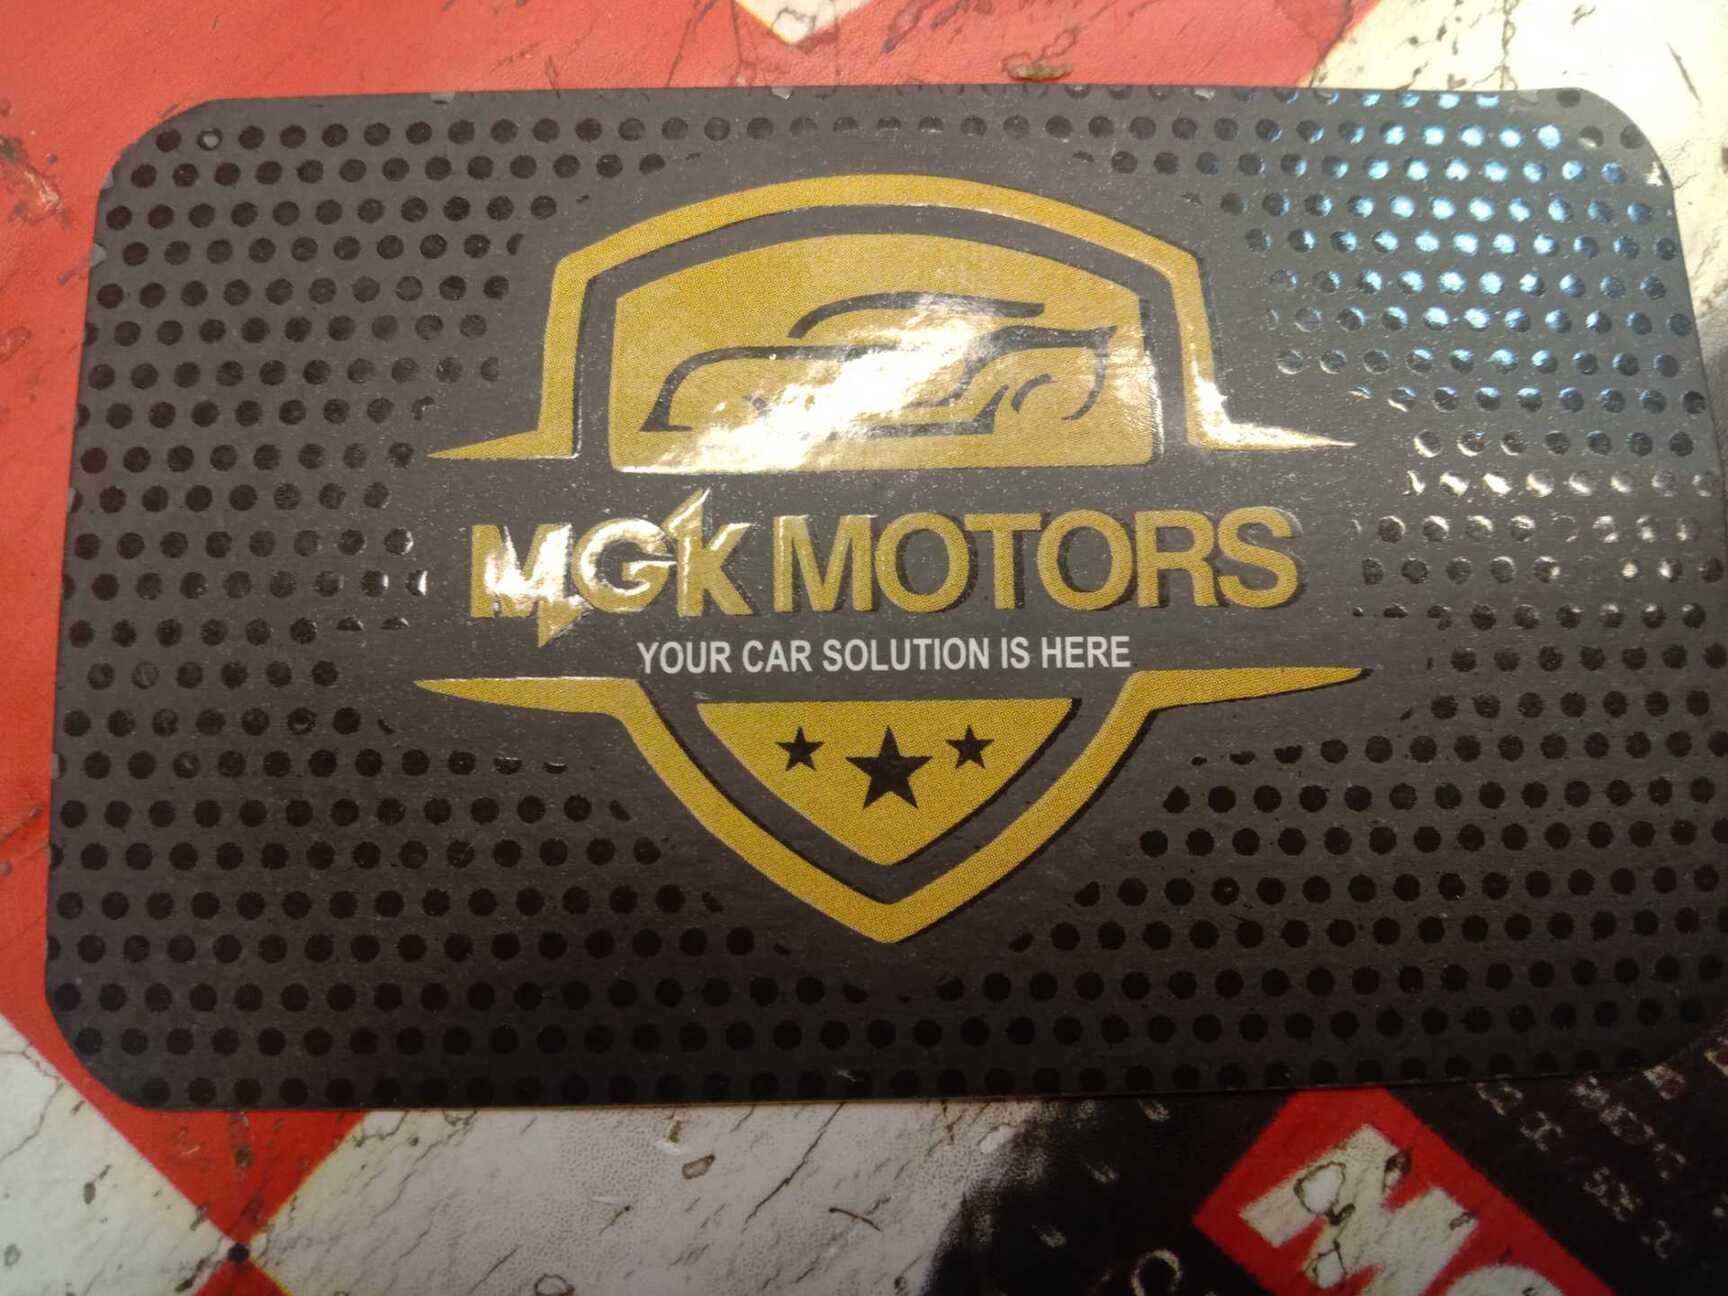 MGK MOTORS
YOUR CAR SOLUTION IS HERE